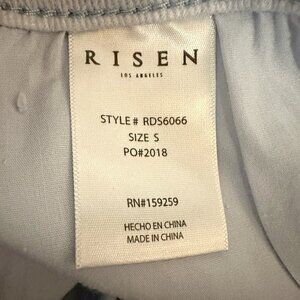 RISEN
LOS ANGELES
STYLE# RDS6066
SIZE S
PO#2018
RN#159259
HECHO EN CHINA
MADE IN CHINA